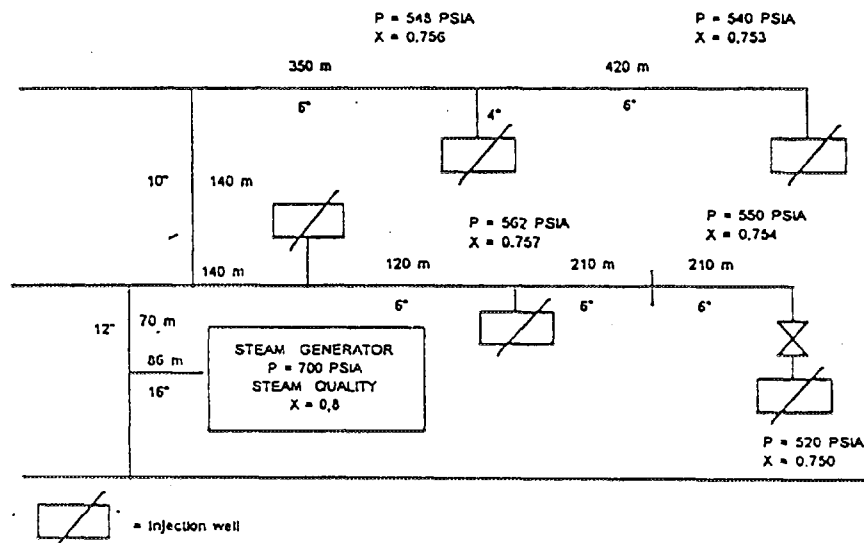 P = 548 PSIA
X = 0.756
P = 540 PSIA
X = 0.753
350 m
420 m
6"
4"
6"
10"
140 m
P = 562 PSIA
X = 0.757
P = 550 PSIA
X = 0.754
140 m
120 m
210 m
210 m
6"
6"
6"
12"
70 m
86 m
16"
STEAM GENERATOR
P = 700 PSIA
STEAM QUALITY
X = 0,8
P = 520 PSIA
X = 0.750
= Injection well